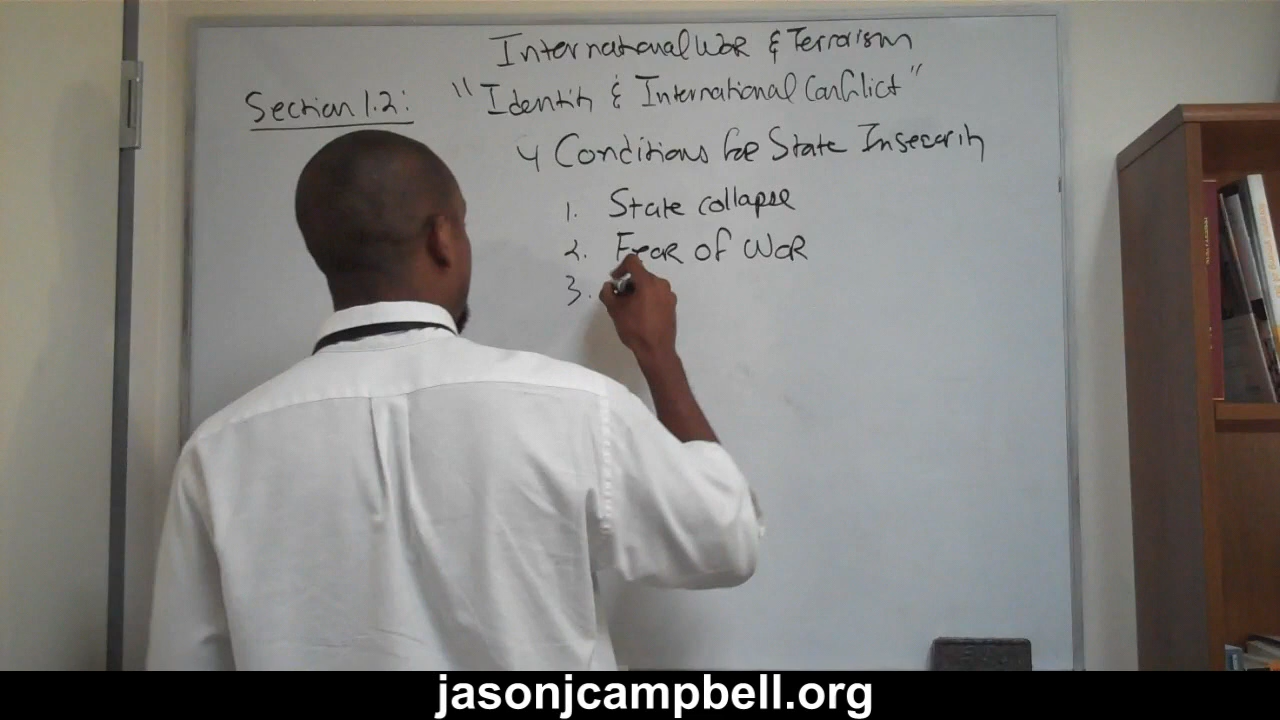 International War & Terrorism
Section 1.2: "Identity & International Conflict"
4 Conditions for State Insecurity
1. State collapse
2. Fear of War
3.
jasonjcampbell.org